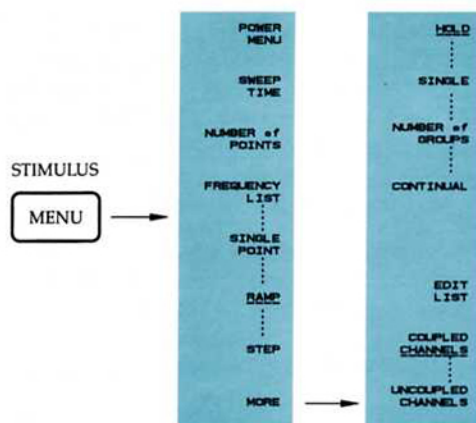 STIMULUS
MENU
POWER
MENU
SWEEP
TIME
NUMBER of
POINTS
FREQUENCY
LIST
SINGLE
POINT
RAMP
STEP
MORE
HOLD
SINGLE
NUMBER of
GROUPS
CONTINUAL
EDIT
LIST
COUPLED
CHANNELS
UNCOUPLED
CHANNELS